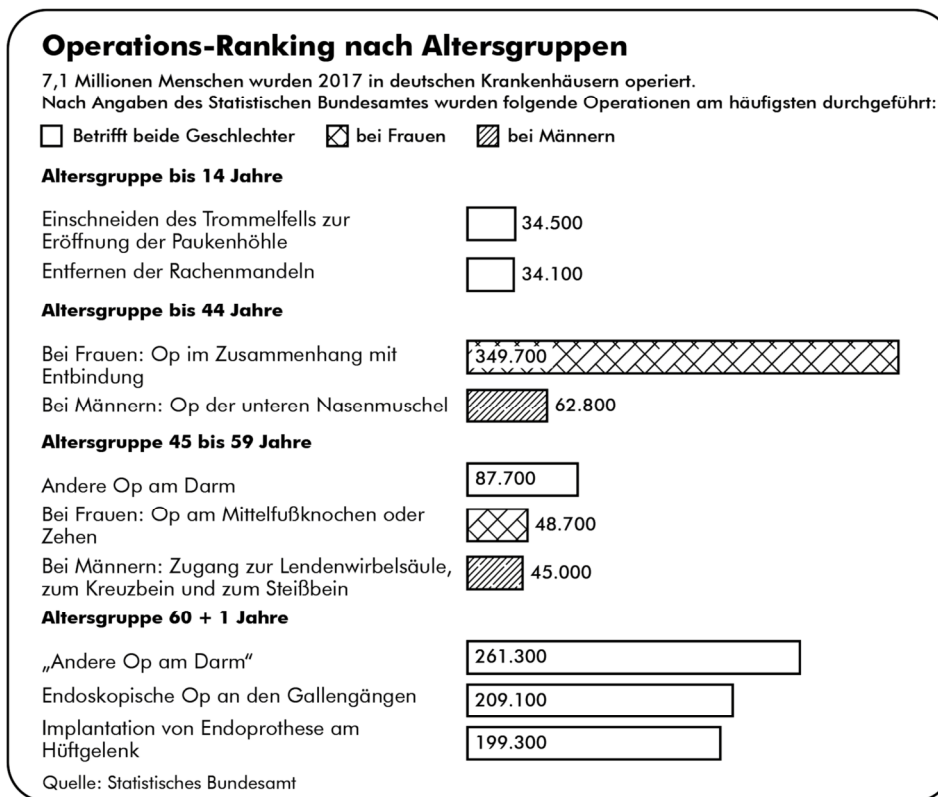 Operations-Ranking nach Altersgruppen
7,1 Millionen Menschen wurden 2017 in deutschen Krankenhäusern operiert.
Nach Angaben des Statistischen Bundesamtes wurden folgende Operationen am häufigsten durchgeführt:
Betrifft beide Geschlechter bei Frauen bei Männern
Altersgruppe bis 14 Jahre
Einschneiden des Trommelfells zur
Eröffnung der Paukenhöhle
34.500
Entfernen der Rachenmandeln
34.100
Altersgruppe bis 44 Jahre
Bei Frauen: Op im Zusammenhang mit
Entbindung
349.700
Bei Männern: Op der unteren Nasenmuschel
62.800
Altersgruppe 45 bis 59 Jahre
Andere Op am Darm
87.700
Bei Frauen: Op am Mittelfußknochen oder
Zehen
48.700
Bei Männern: Zugang zur Lendenwirbelsäule,
zum Kreuzbein und zum Steißbein
45.000
Altersgruppe 60 + 1 Jahre
„Andere Op am Darm“
261.300
Endoskopische Op an den Gallengängen
209.100
Implantation von Endoprothese am
Hüftgelenk
199.300
Quelle: Statistisches Bundesamt